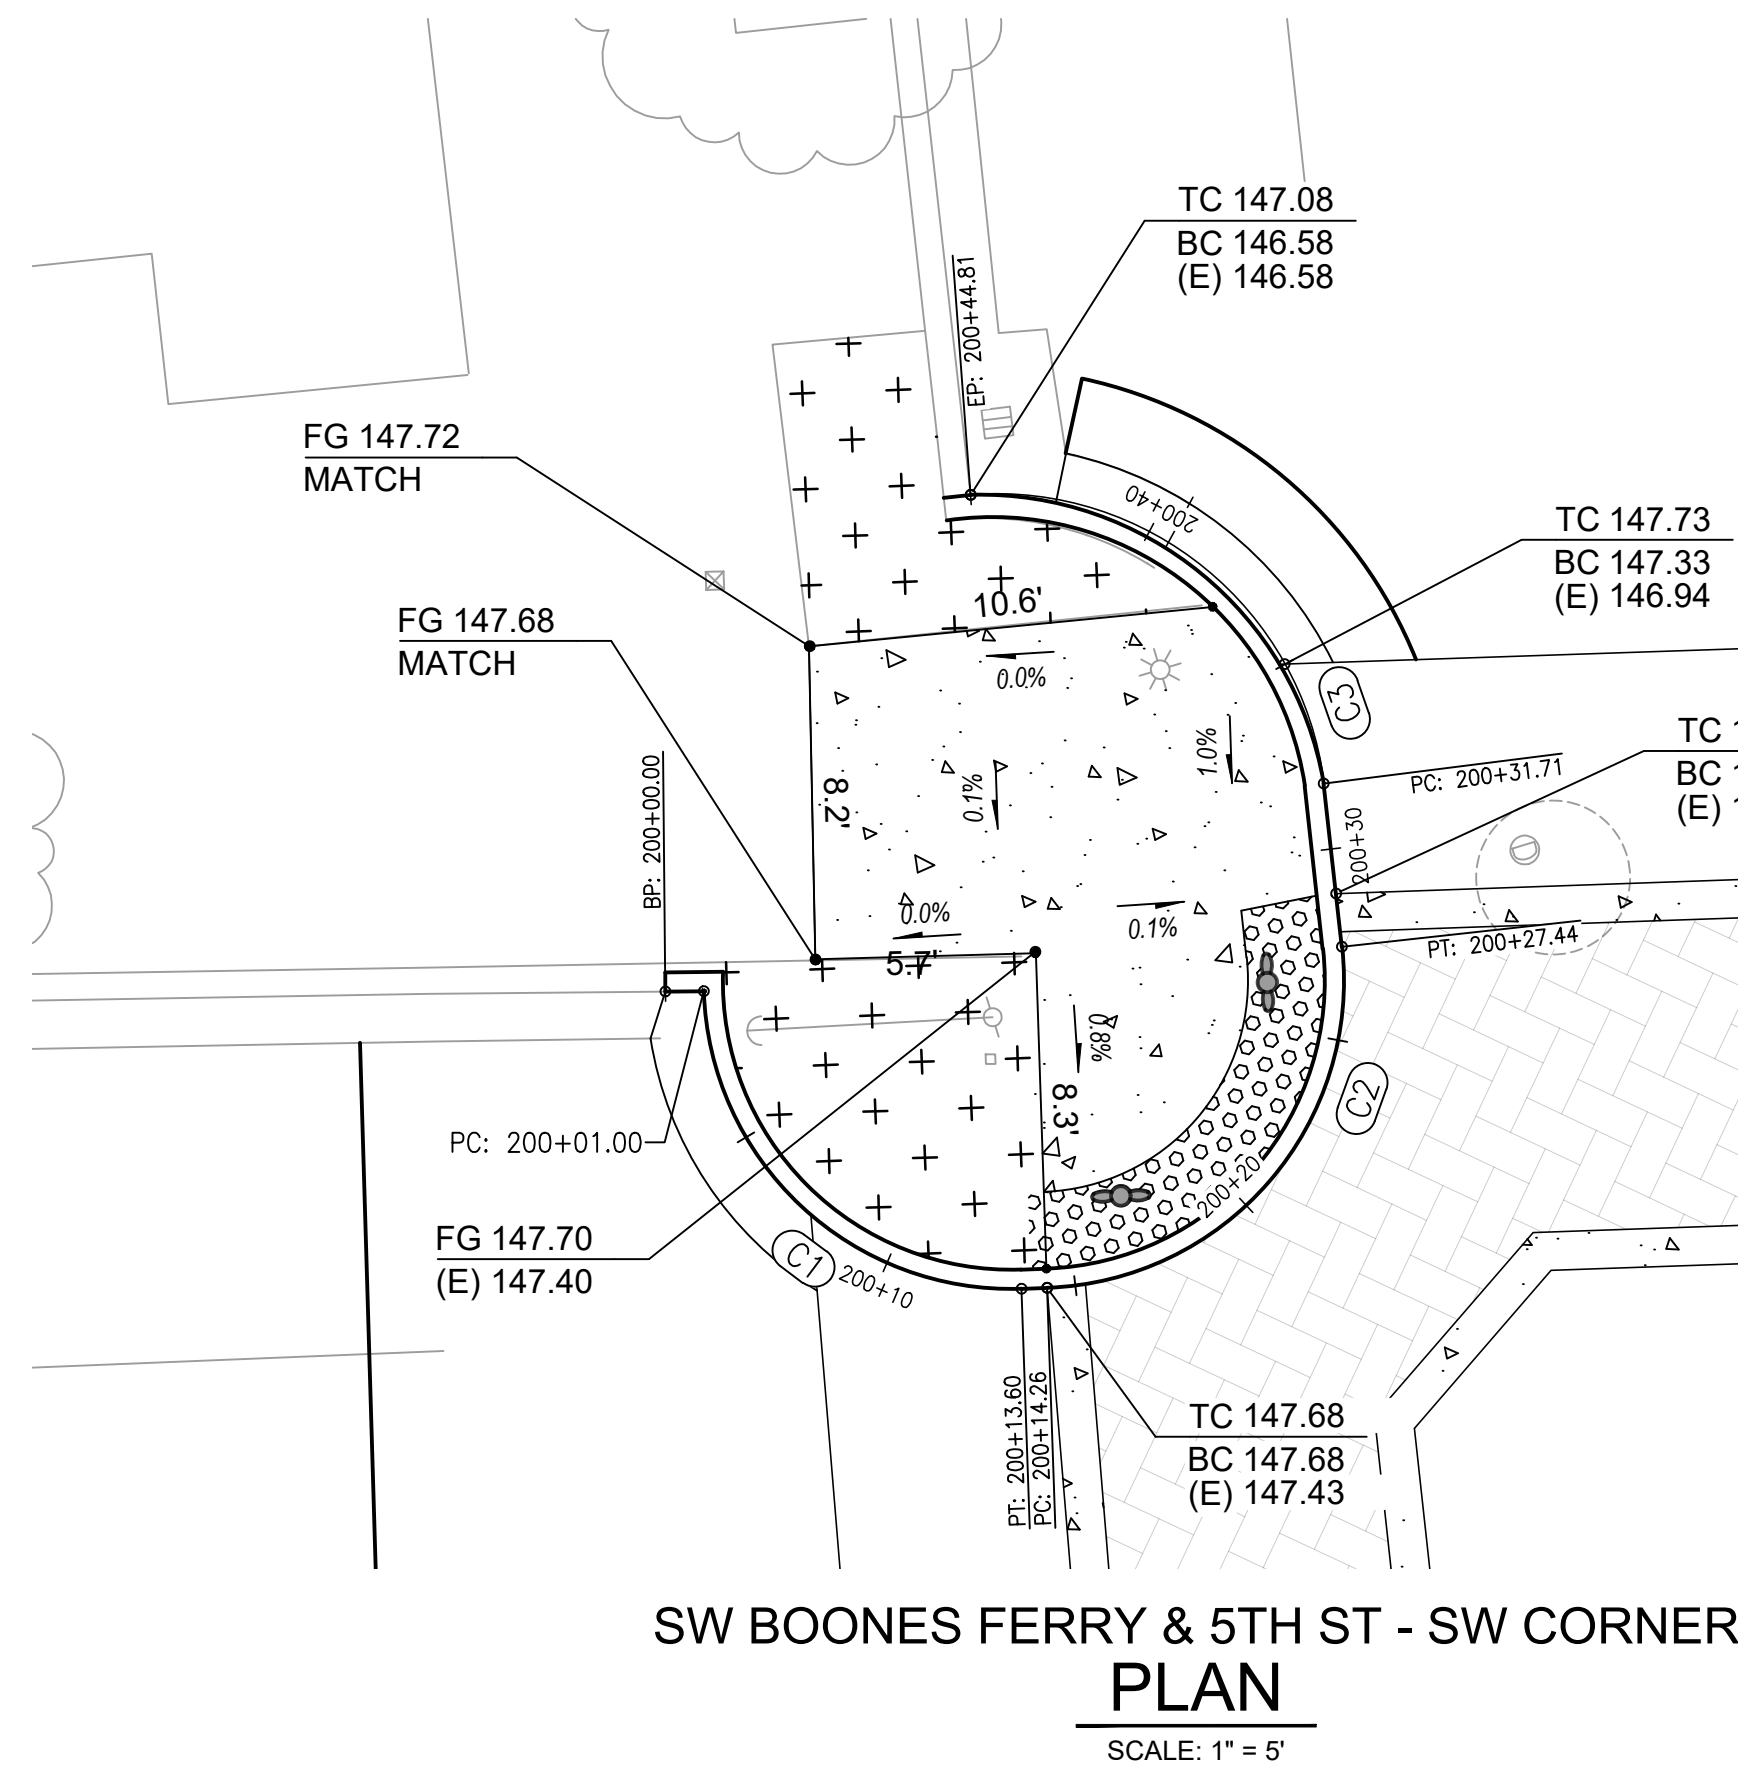 TC 147.08
BC 146.58
(E) 146.58
EP: 200+44.81
FG 147.72
MATCH
200+40
TC 147.73
BC 147.33
(E) 146.94
10.6'
FG 147.68
MATCH
0.0%
C3
TC
BC
(E)
1.0%
PC: 200+31.71
8.2'
0.1%
BP: 200+00.00
200+30
0.0%
0.1%
PT: 200+27.44
5.7'
0.8%
8.3'
C2
PC: 200+01.00
200+20
FG 147.70
(E) 147.40
C1
200+10
PT: 200+13.60
PC: 200+14.26
TC 147.68
BC 147.68
(E) 147.43
SW BOONES FERRY & 5TH ST - SW CORNER
PLAN
SCALE: 1" = 5'